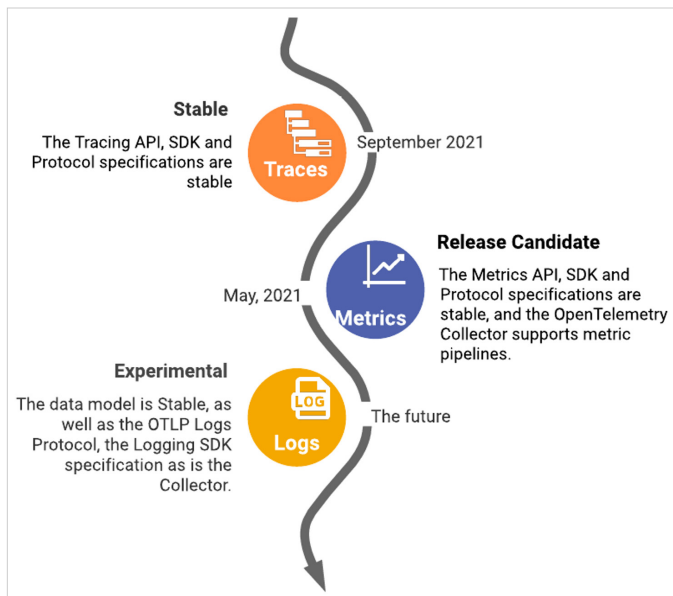 Stable
The Tracing API, SDK and
Protocol specifications are
stable
Traces
September 2021
Release Candidate
The Metrics API, SDK and
Protocol specifications are
stable, and the OpenTelemetry
Collector supports metric
pipelines.
May, 2021
Metrics
Experimental
The data model is Stable, as
well as the OTLP Logs
Protocol, the Logging SDK
specification as is the
Collector.
LOG
Logs
The future